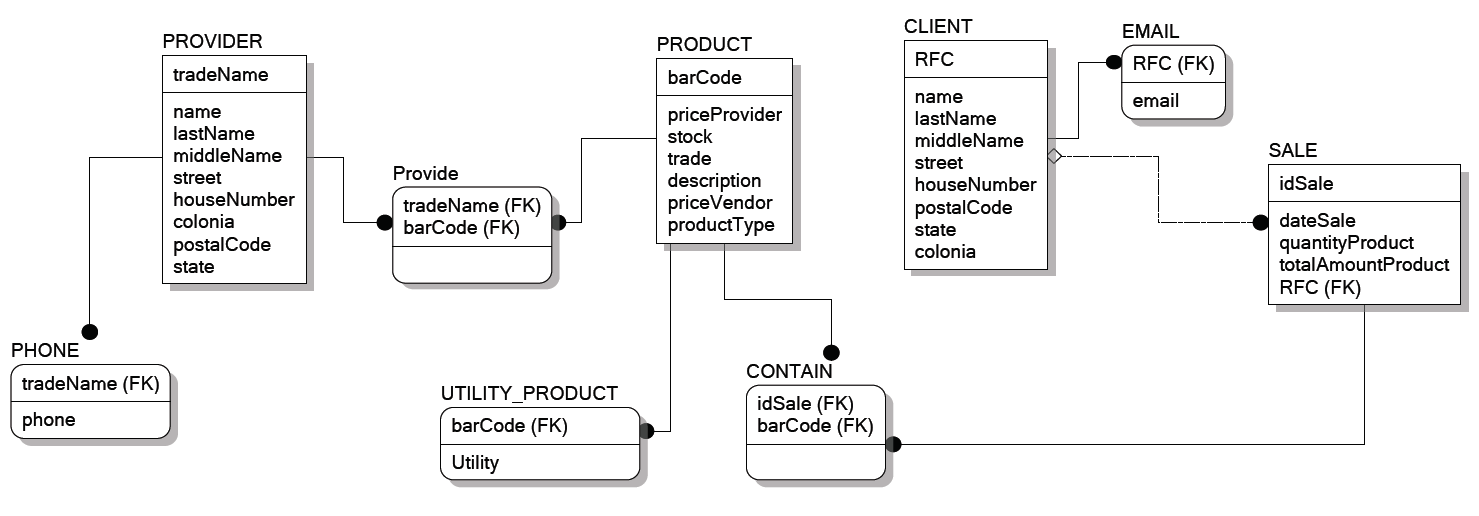 PROVIDER
tradeName
name
lastName
middleName
street
houseNumber
colonia
postalCode
state
PHONE
tradeName (FK)
phone
Provide
tradeName (FK)
barCode (FK)
PRODUCT
barCode
priceProvider
stock
trade
description
priceVendor
productType
UTILITY_PRODUCT
barCode (FK)
Utility
CONTAIN
idSale (FK)
barCode (FK)
CLIENT
RFC
name
lastName
middleName
street
houseNumber
postalCode
state
colonia
EMAIL
RFC (FK)
email
SALE
idSale
dateSale
quantityProduct
totalAmountProduct
RFC (FK)